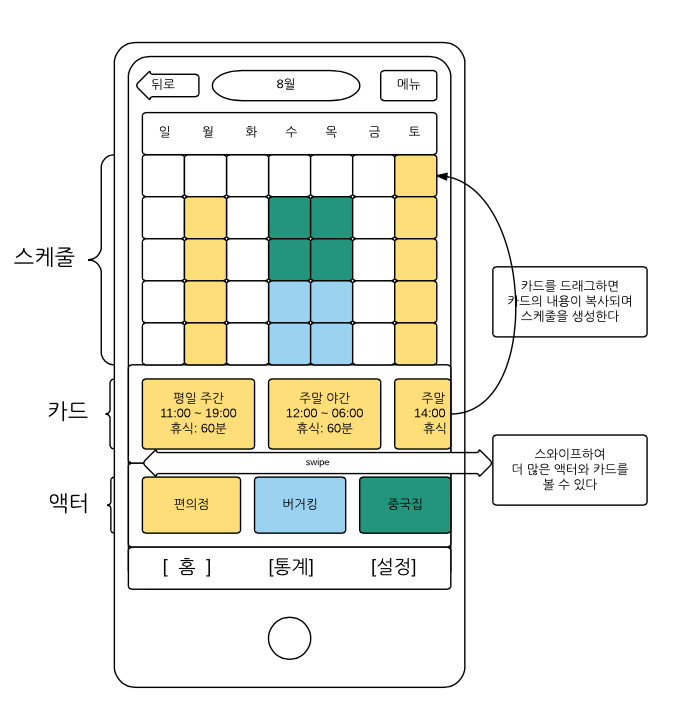 뒤로
8월
메뉴
일 월 화 수 목 금 토
스케줄
카드를 드래그하면
카드의 내용이 복사되며
스케줄을 생성한다
카드
평일 주간
11:00 ~ 19:00
휴식: 60분
주말 야간
12:00 ~ 06:00
휴식: 60분
주말
14:00
휴식
swipe
스와이프하여
더 많은 액터와 카드를
볼 수 있다
액터
편의점
버거킹
중국집
[ 홈 ]
[통계]
[설정]